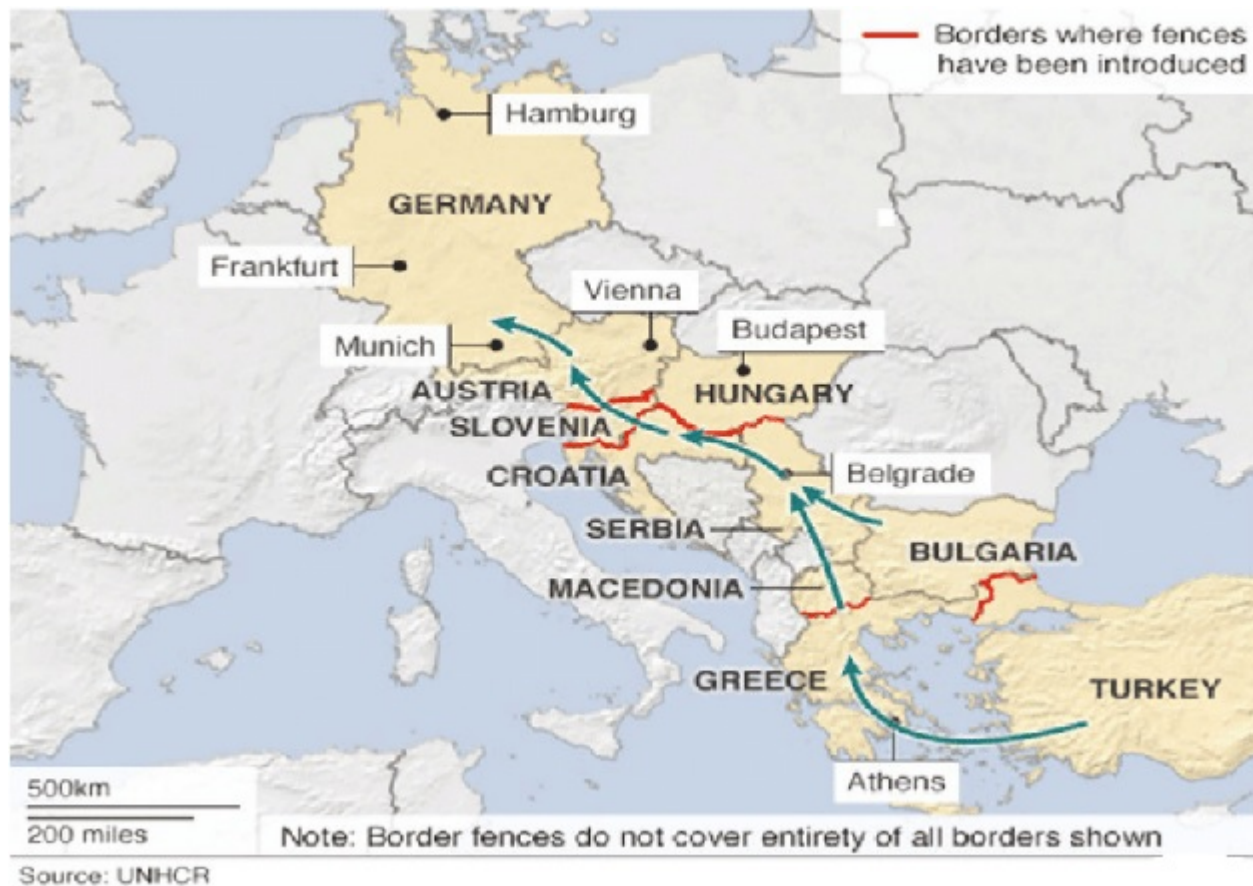 Borders where fences
have been introduced
Hamburg
GERMANY
Frankfurt
Vienna
Budapest
Munich
AUSTRIA
HUNGARY
SLOVENIA
CROATIA
Belgrade
SERBIA
BULGARIA
MACEDONIA
GREECE
TURKEY
Athens
500km
200 miles
Note: Border fences do not cover entirety of all borders shown
Source: UNHCR